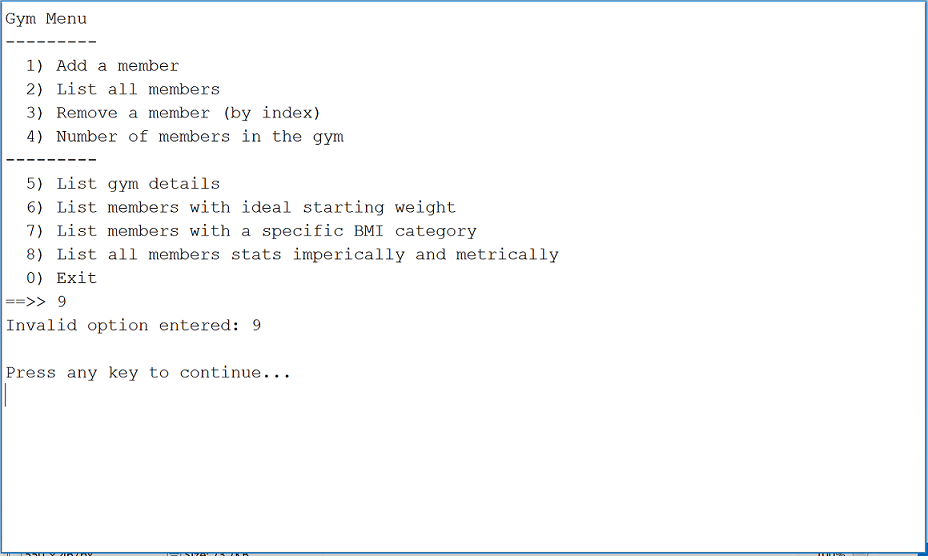 Gym Menu
---------
1) Add a member
2) List all members
3) Remove a member (by index)
4) Number of members in the gym
---------
5) List gym details
6) List members with ideal starting weight
7) List members with a specific BMI category
8) List all members stats imperically and metrically
0) Exit
==>> 9
Invalid option entered: 9
Press any key to continue...